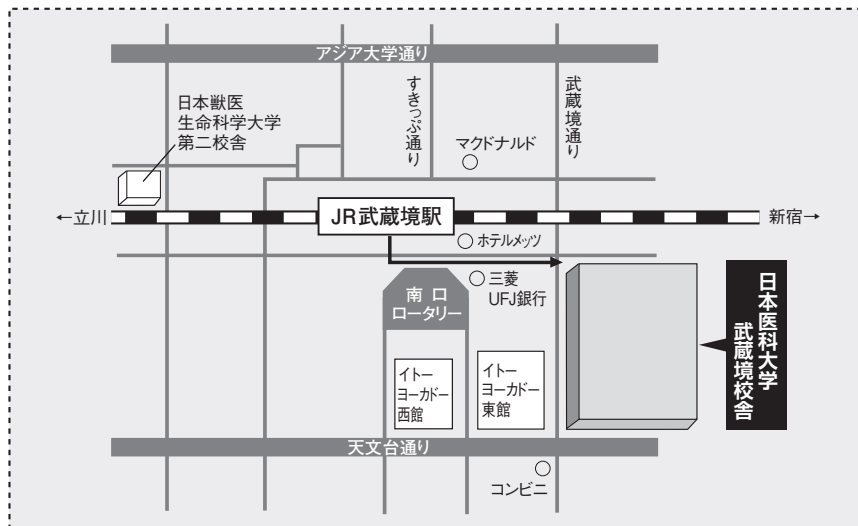 アジア大学通り
日本獣医
生命科学大学
第二校舎
すきっぷ通り
マクドナルド
武蔵境通り
←立川
JR武蔵境駅
新宿→
ホテルメッツ
三菱
UFJ銀行
南口
ロータリー
日本医科大学
武蔵境校舎
イトー
ヨーカドー
西館
イトー
ヨーカドー
東館
天文台通り
コンビニ